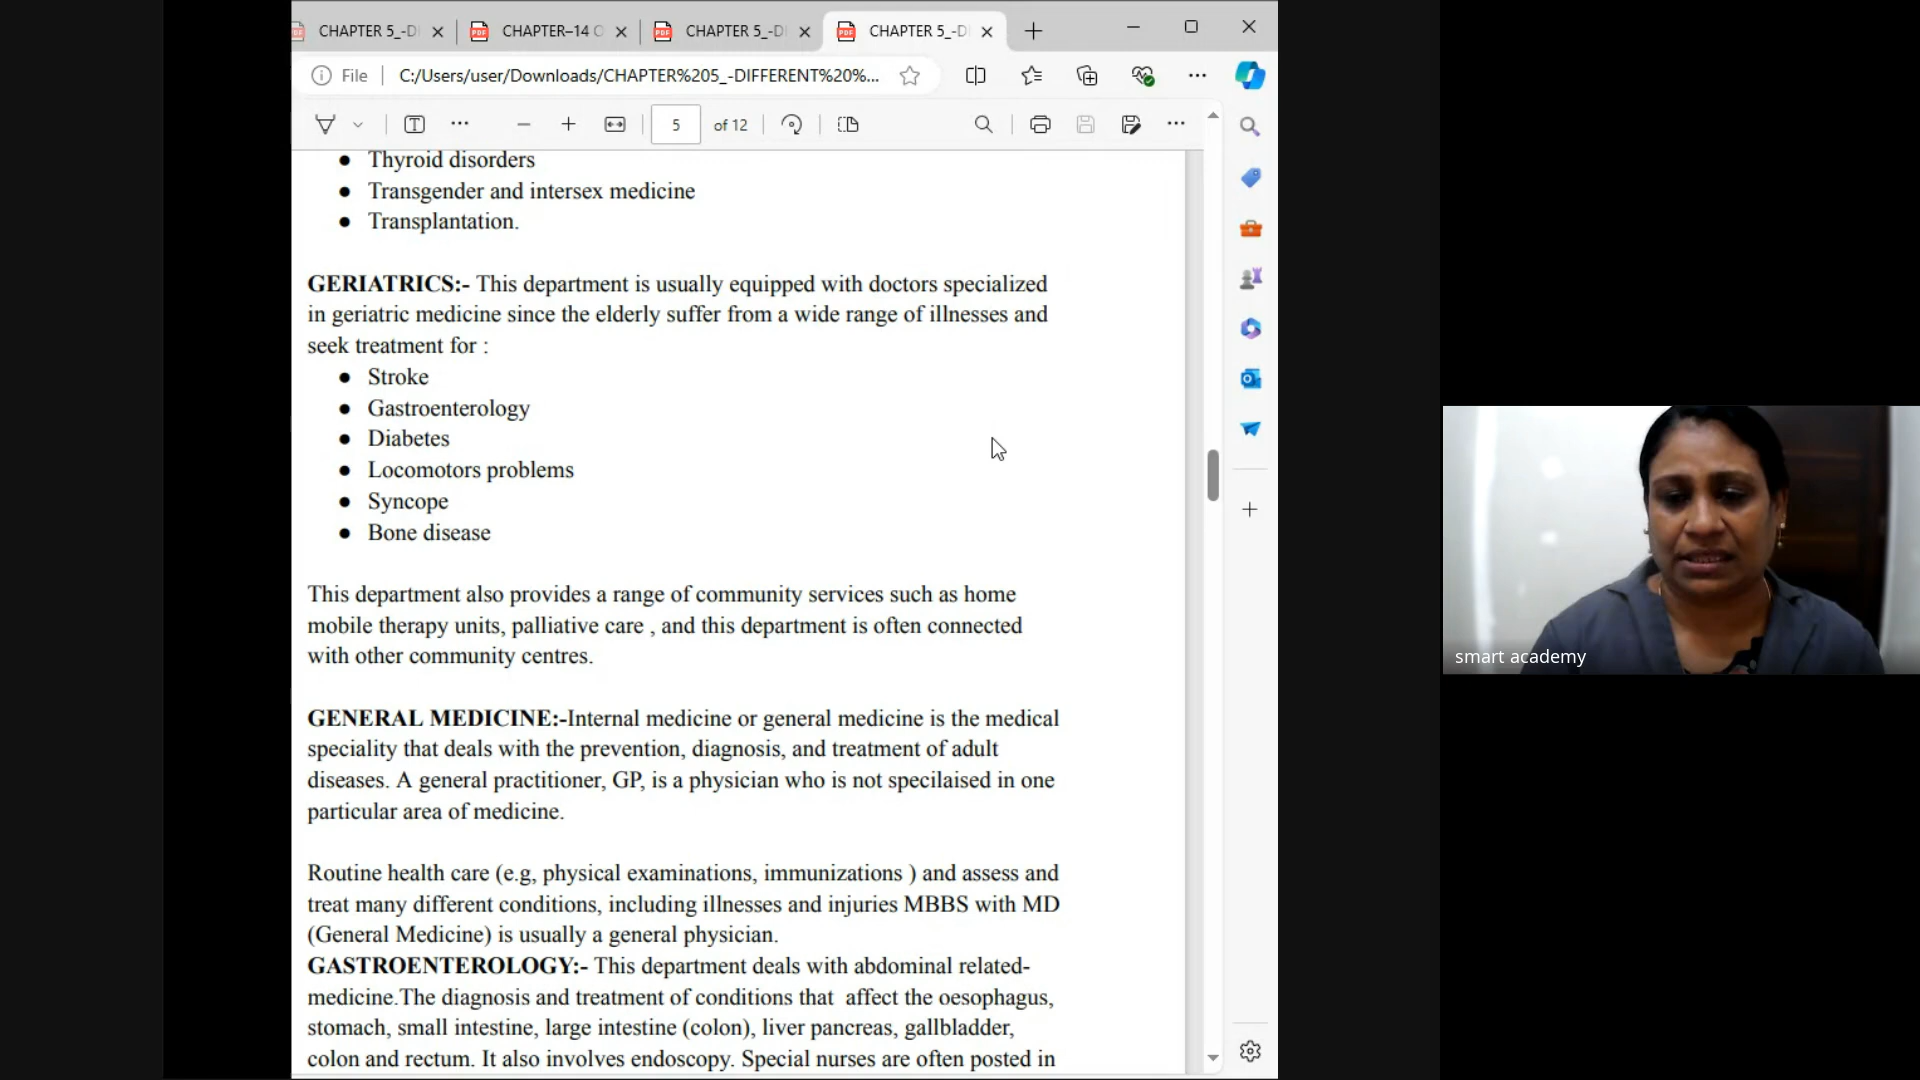 CHAPTER 5_-D
CHAPTER–14 O
CHAPTER 5_-D
CHAPTER 5_-D
File
C:/Users/user/Downloads/CHAPTER%205_-DIFFERENT%20%...
5 of 12
● Thyroid disorders
● Transgender and intersex medicine
● Transplantation.
GERIATRICS:- This department is usually equipped with doctors specialized
in geriatric medicine since the elderly suffer from a wide range of illnesses and
seek treatment for :
● Stroke
● Gastroenterology
● Diabetes
● Locomotors problems
● Syncope
● Bone disease
This department also provides a range of community services such as home
mobile therapy units, palliative care , and this department is often connected
with other community centres.
GENERAL MEDICINE:-Internal medicine or general medicine is the medical
speciality that deals with the prevention, diagnosis, and treatment of adult
diseases. A general practitioner, GP, is a physician who is not specilaised in one
particular area of medicine.
Routine health care (e.g, physical examinations, immunizations ) and assess and
treat many different conditions, including illnesses and injuries MBBS with MD
(General Medicine) is usually a general physician.
GASTROENTEROLOGY:- This department deals with abdominal related-
medicine.The diagnosis and treatment of conditions that affect the oesophagus,
stomach, small intestine, large intestine (colon), liver pancreas, gallbladder,
colon and rectum. It also involves endoscopy. Special nurses are often posted in
smart academy